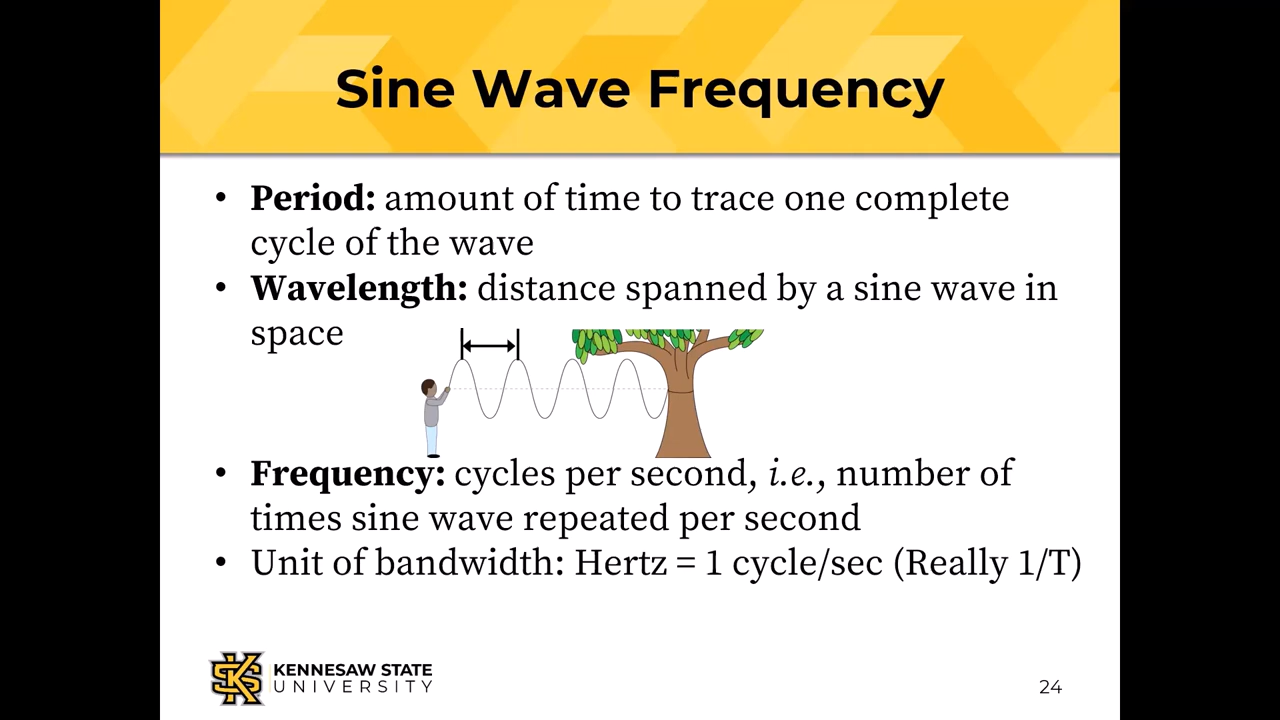 Sine Wave Frequency
• Period: amount of time to trace one complete
cycle of the wave
• Wavelength: distance spanned by a sine wave in
space
• Frequency: cycles per second, i.e., number of
times sine wave repeated per second
• Unit of bandwidth: Hertz = 1 cycle/sec (Really 1/T)
KS
KENNESAW STATE
UNIVERSITY
24